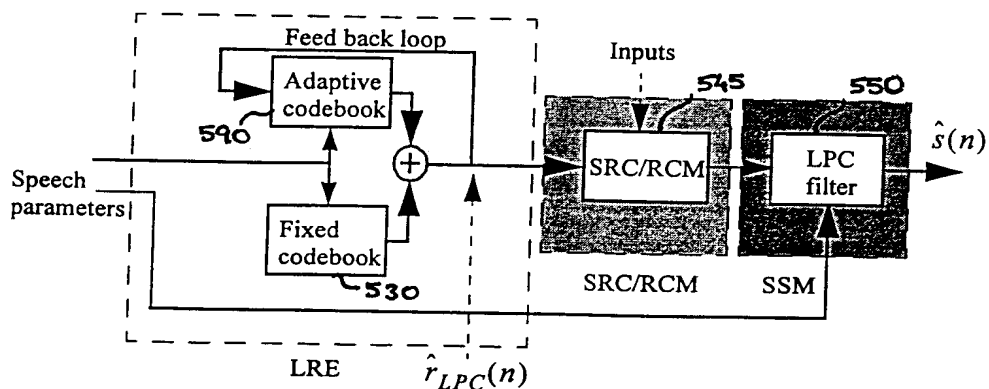 Feed back loop
Adaptive
codebook
590
Inputs
545
550
SRC/RCM
LPC
filter
ŝ(n)
+
Speech
parameters
Fixed
codebook
530
SRC/RCM
SSM
LRE
r̂LPC(n)